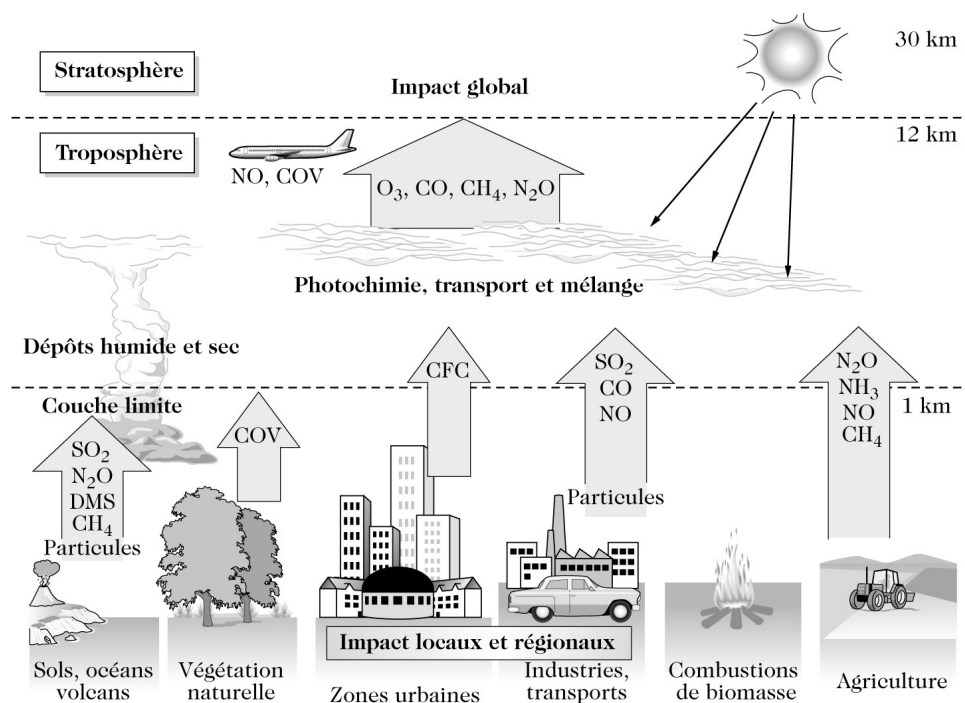 30 km
Stratosphère
Impact global
12 km
Troposphère
NO, COV
O₃, CO, CH₄, N₂O
Photochimie, transport et mélange
Dépôts humide et sec
CFC
SO₂
CO
NO
N₂O
NH₃
NO
CH₄
Couche limite
1 km
SO₂
N₂O
DMS
CH₄
Particules
COV
Particules
Impact locaux et régionaux
Sols, océans
volcans
Végétation
naturelle
Zones urbaines
Industries,
transports
Combustions
de biomasse
Agriculture